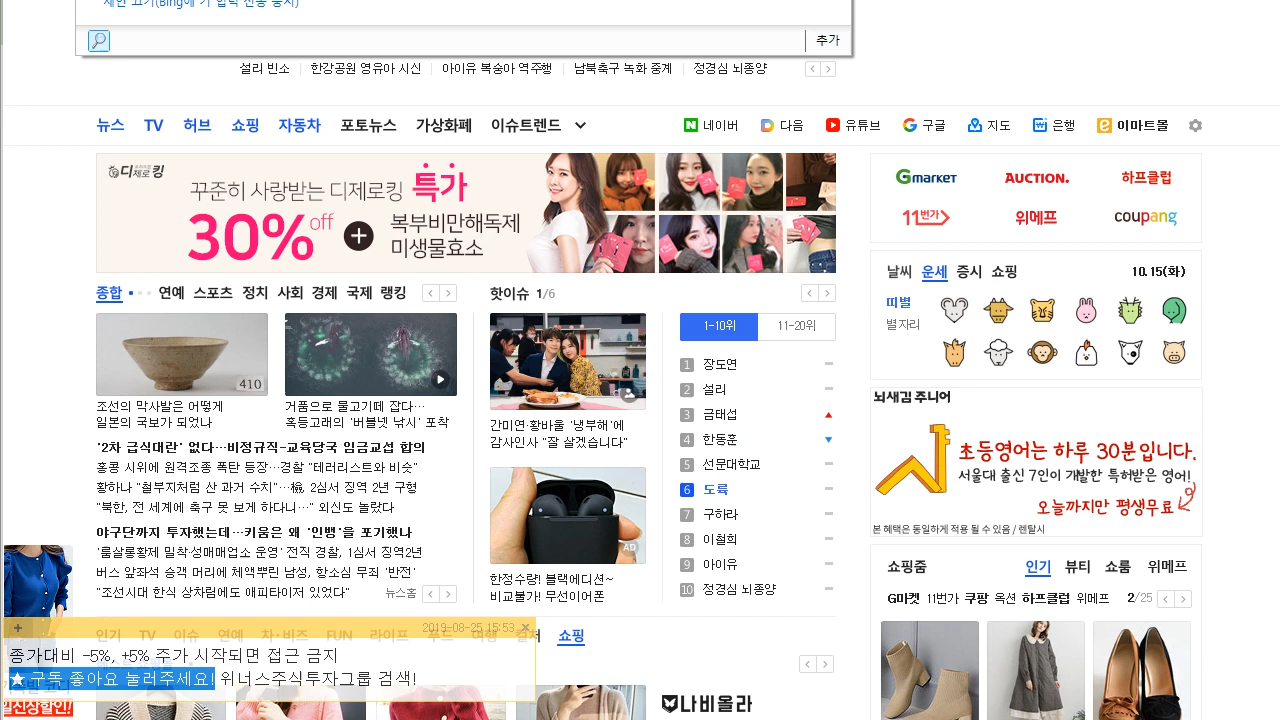 제안 끄기(Bing에 키 입력 전송 중지)
추가
설리 빈소
한강공원 영유아 시신
아이유 복숭아 역주행
남북축구 녹화 중계
정경심 뇌종양
뉴스 TV 허브 쇼핑 자동차 포토뉴스 가상화폐 이슈트렌드
네이버 다음 유튜브 구글 지도 은행 이마트몰
디제로킹
꾸준히 사랑받는 디제로킹 특가
30% off + 복부비만해독제
미생물효소
Gmarket AUCTION. 하프클럽
11번가 위메프 coupang
날씨 운세 증시 쇼핑 10.15(화)
띠별
별자리
종합 연예 스포츠 정치 사회 경제 국제 랭킹
410
조선의 막사발은 어떻게
일본의 국보가 되었나
거품으로 물고기떼 잡다…
혹등고래의 '버블넷 낚시' 포착
'2차 급식대란' 없다…비정규직-교육당국 임금교섭 합의
홍콩 시위에 원격조종 폭탄 등장…경찰 "테러리스트와 비슷"
황하나 "철부지처럼 산 과거 수치"…檢, 2심서 징역 2년 구형
"북한, 전 세계에 축구 못 보게 하다니…" 외신도 놀랐다
야구단까지 투자했는데…키움은 왜 '인뱅'을 포기했나
'룸살롱황제 밀착·성매매업소 운영' 전직 경찰, 1심서 징역2년
버스 앞좌석 승객 머리에 체액뿌린 남성, 항소심 무죄 '반전'
"조선시대 한식 상차림에도 애피타이저 있었다"
뉴스홈
핫이슈 1/6
간미연·황바울 '냉부해'에
감사인사 "잘 살겠습니다"
AD
한정수량! 블랙에디션~
비교불가! 무선이어폰
1-10위 11-20위
1 장도연
2 설리
3 금태섭
4 한동훈
5 선문대학교
6 도륙
7 구하라
8 이철희
9 아이유
10 정경심 뇌종양
뇌새김 주니어
초등영어는 하루 30분입니다.
서울대 출신 7인이 개발한 특허받은 영어!
오늘까지만 평생무료
본 혜택은 동일하게 적용 될 수 있음 / 렌탈시
쇼핑줌 인기 뷰티 쇼룸 위메프
G마켓 11번가 쿠팡 옥션 하프클럽 위메프 2/25
인기 TV 이슈 연예 차·비즈 FUN 라이프 푸드 여행 컬처 쇼핑
2019-08-25 15:53
종가대비 -5%, +5% 주가 시작되면 접근 금지
★구독 좋아요 눌러주세요! 위너스주식투자그룹 검색!
나비올라